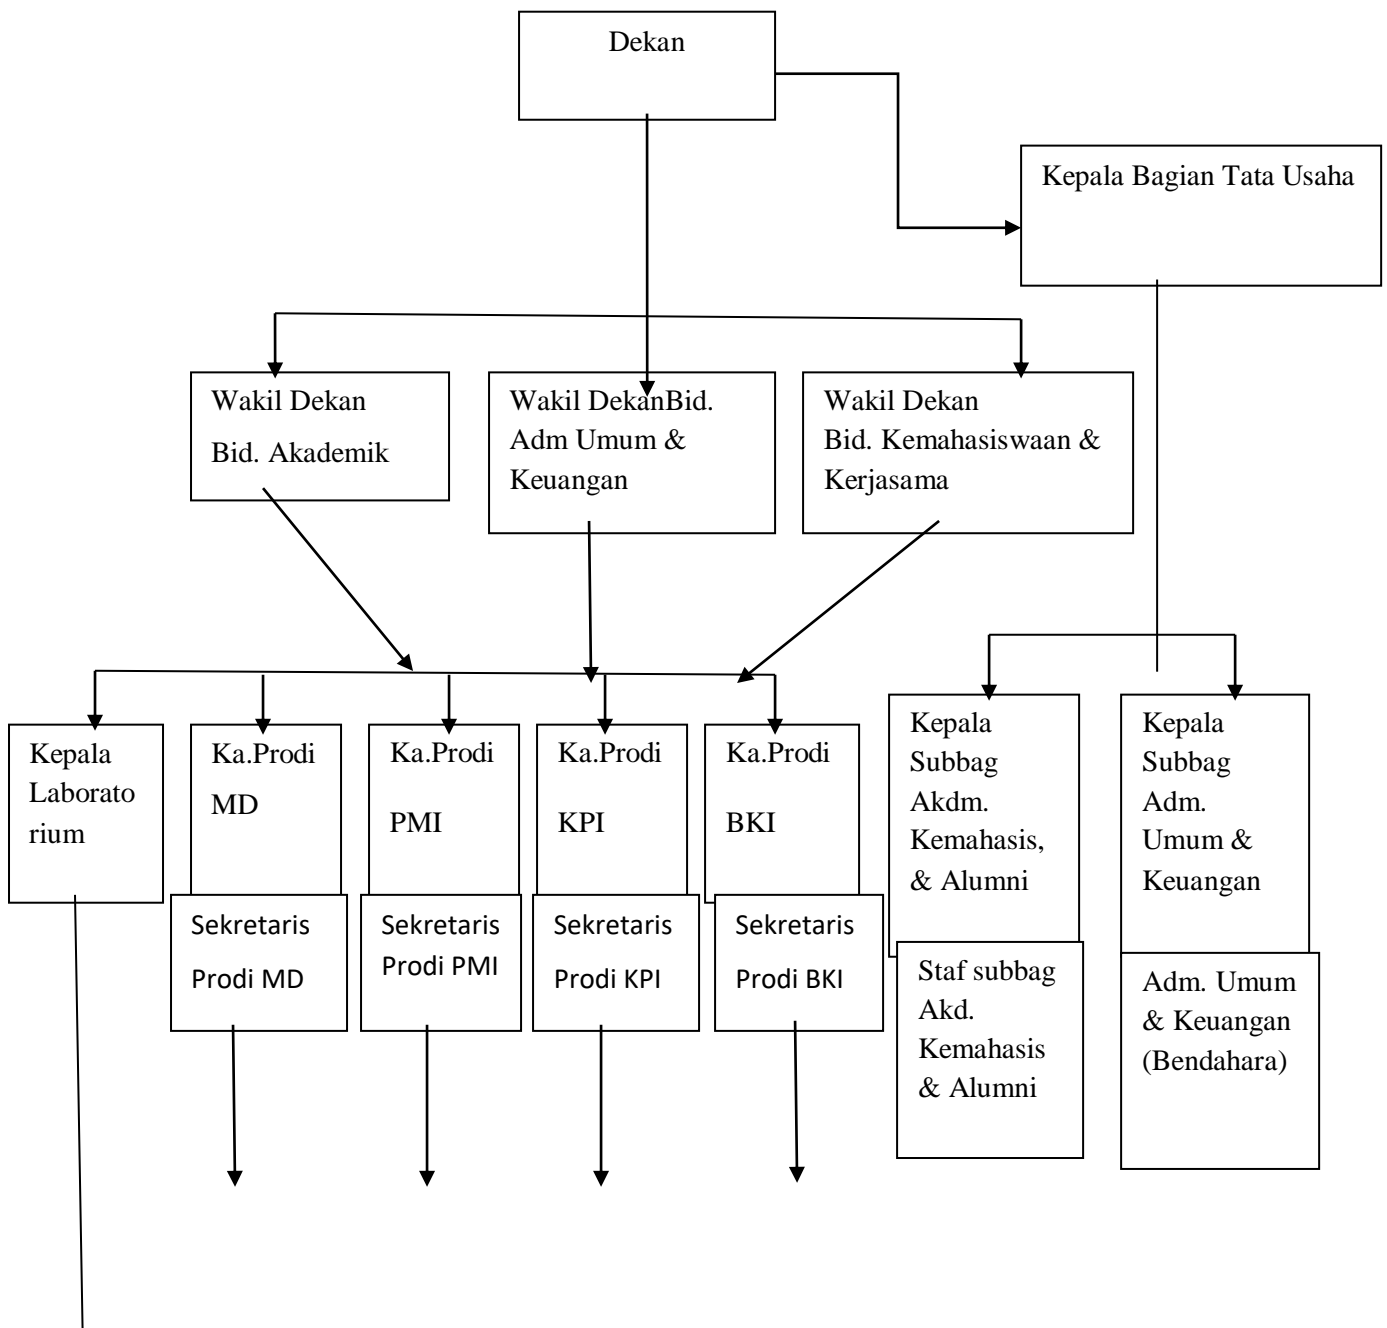 Dekan
Kepala Bagian Tata Usaha
Wakil Dekan
Bid. Akademik
Wakil DekanBid.
Adm Umum &
Keuangan
Wakil Dekan
Bid. Kemahasiswaan &
Kerjasama
Kepala
Laborato
rium
Ka.Prodi
MD
Ka.Prodi
PMI
Ka.Prodi
KPI
Ka.Prodi
BKI
Kepala
Subbag
Akdm.
Kemahasis,
& Alumni
Kepala
Subbag
Adm.
Umum &
Keuangan
Sekretaris
Prodi MD
Sekretaris
Prodi PMI
Sekretaris
Prodi KPI
Sekretaris
Prodi BKI
Staf subbag
Akd.
Kemahasis
& Alumni
Adm. Umum
& Keuangan
(Bendahara)